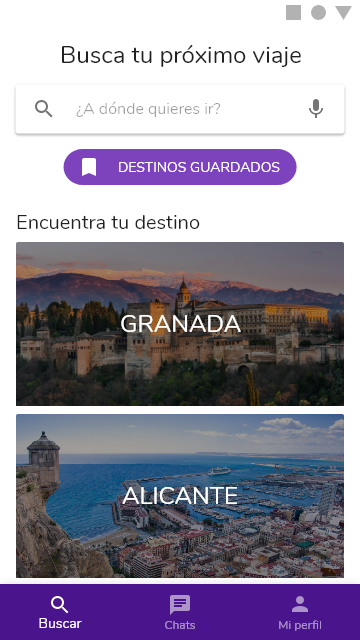 Busca tu próximo viaje
¿A dónde quieres ir?
DESTINOS GUARDADOS
Encuentra tu destino
GRANADA
ALICANTE
Buscar
Chats
Mi perfil